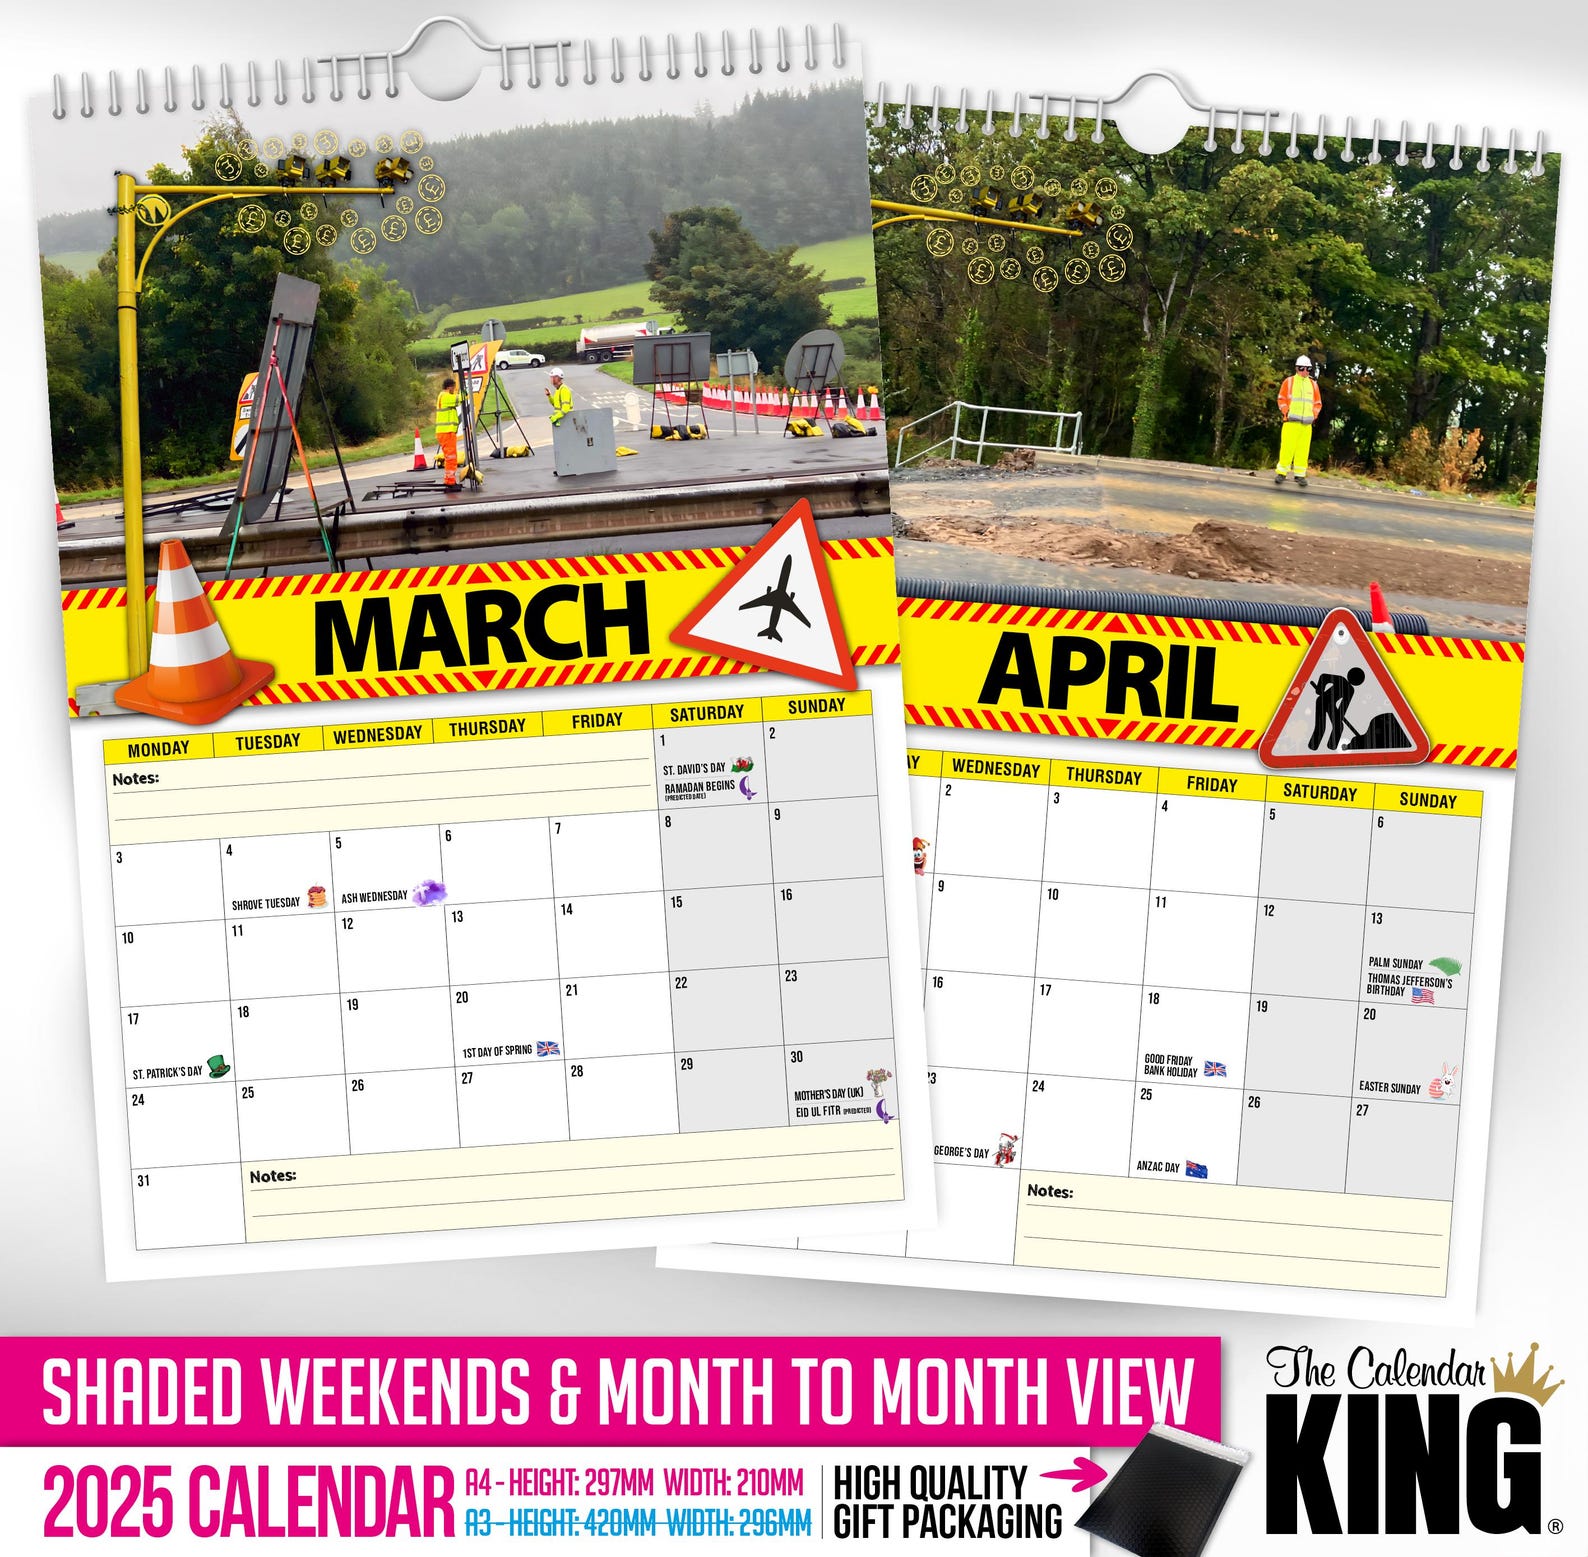 MARCH
MONDAY TUESDAY WEDNESDAY THURSDAY FRIDAY SATURDAY SUNDAY
Notes:
1 2
ST. DAVID'S DAY
RAMADAN BEGINS
(PREDICTED DATE)
3 4 5 6 7 8 9
SHROVE TUESDAY ASH WEDNESDAY
10 11 12 13 14 15 16
17 18 19 20 21 22 23
ST. PATRICK'S DAY 1ST DAY OF SPRING
24 25 26 27 28 29 30
MOTHER'S DAY (UK)
EID UL FITR (PREDICTED)
31
Notes:
APRIL
WEDNESDAY THURSDAY FRIDAY SATURDAY SUNDAY
2 3 4 5 6
9 10 11 12 13
PALM SUNDAY
THOMAS JEFFERSON'S
BIRTHDAY
16 17 18 19 20
GOOD FRIDAY
BANK HOLIDAY
EASTER SUNDAY
23 24 25 26 27
GEORGE'S DAY
ANZAC DAY
Notes:
SHADED WEEKENDS & MONTH TO MONTH VIEW
2025 CALENDAR
A4 - HEIGHT: 297MM WIDTH: 210MM
A3 - HEIGHT: 420MM WIDTH: 296MM
HIGH QUALITY
GIFT PACKAGING
The Calendar
KING®